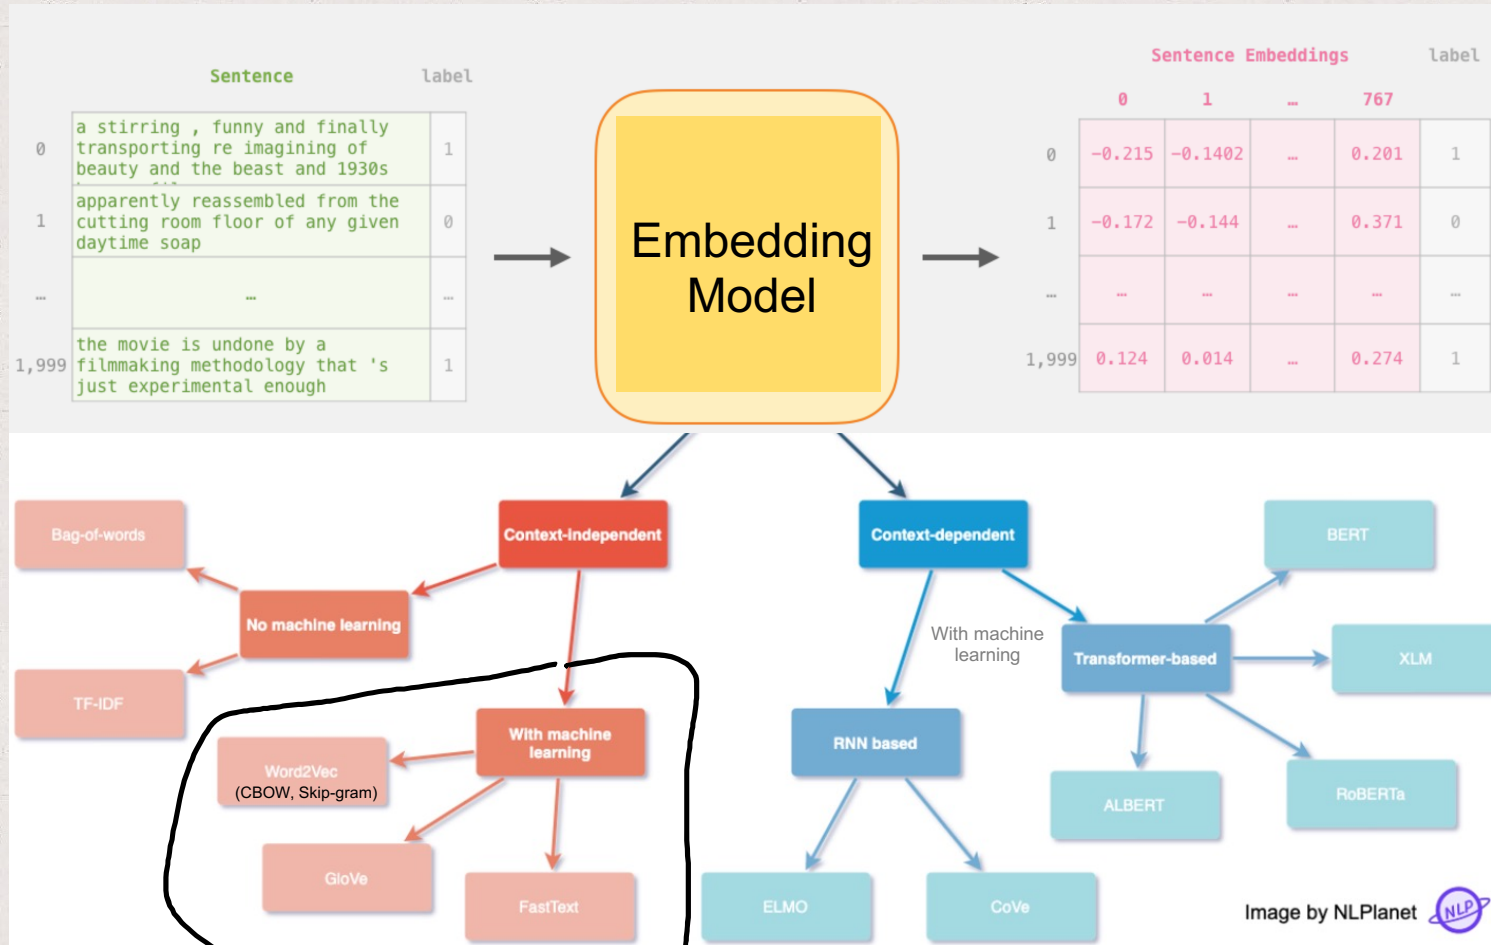 Sentence label
0 a stirring , funny and finally
transporting re imagining of
beauty and the beast and 1930s
1
1 apparently reassembled from the
cutting room floor of any given
daytime soap
0
… … …
1,999 the movie is undone by a
filmmaking methodology that 's
just experimental enough
1
Embedding
Model
Sentence Embeddings label
0 1 … 767
0 -0.215 -0.1402 … 0.201 1
1 -0.172 -0.144 … 0.371 0
… … … … … …
1,999 0.124 0.014 … 0.274 1
Context-independent
Context-dependent
Bag-of-words
BERT
No machine learning
With machine
learning
Transformer-based
XLM
TF-IDF
With machine
learning
RNN based
Word2Vec
(CBOW, Skip-gram)
ALBERT
RoBERTa
GloVe
FastText
ELMO
CoVe
Image by NLPlanet
NLP